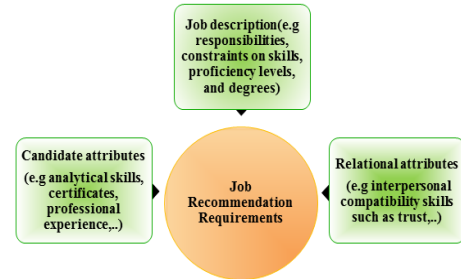 Job description(e.g
responsibilities,
constraints on skills,
proficiency levels,
and degrees)
Candidate attributes
(e.g analytical skills,
certificates,
professional
experience,..)
Job
Recommendation
Requirements
Relational attributes
(e.g interpersonal
compatibility skills
such as trust,..)